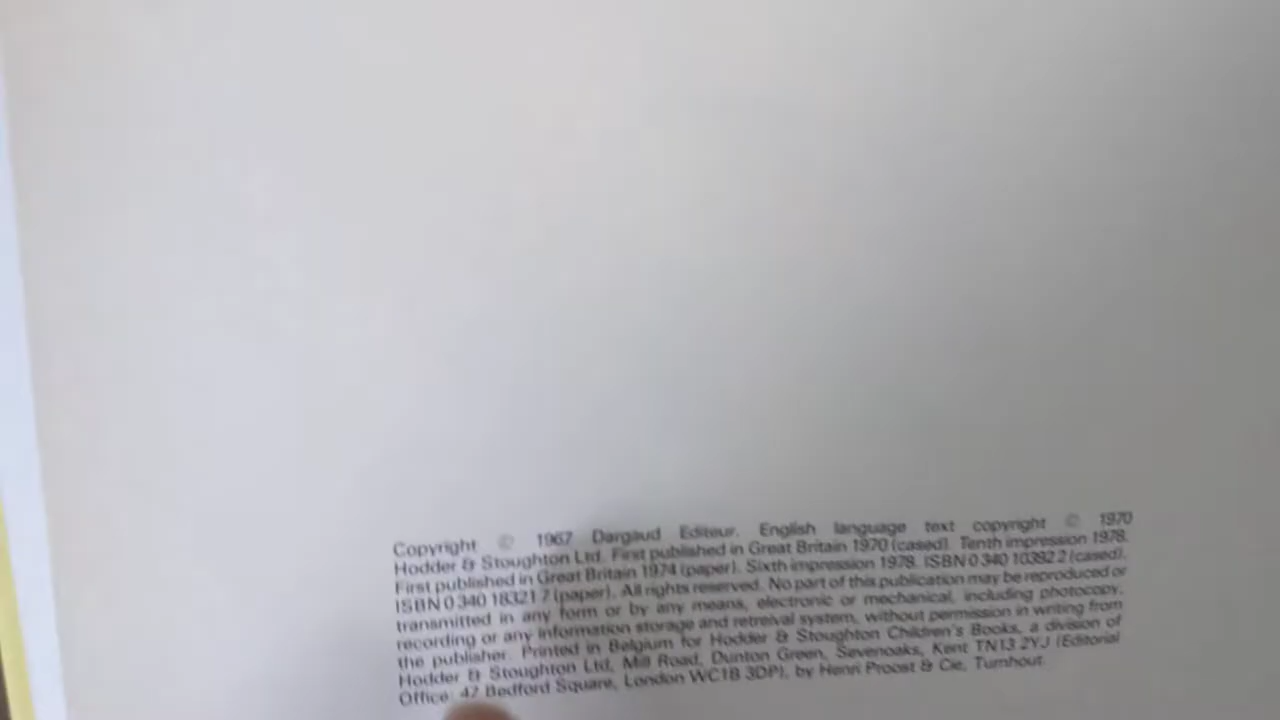 Copyright © 1967 Dargaud Editeur. English language text copyright © 1970
Hodder & Stoughton Ltd. First published in Great Britain 1970 (cased). Tenth impression 1978.
First published in Great Britain 1974 (paper). Sixth impression 1978. ISBN 0 340 10382 2 (cased).
ISBN 0 340 18321 7 (paper). All rights reserved. No part of this publication may be reproduced or
transmitted in any form or by any means, electronic or mechanical, including photocopy,
recording or any information storage and retreival system, without permission in writing from
the publisher. Printed in Belgium for Hodder & Stoughton Children's Books, a division of
Hodder & Stoughton Ltd, Mill Road, Dunton Green, Sevenoaks, Kent TN13 2YJ (Editorial
Office: 47 Bedford Square, London WC1B 3DP), by Henri Proost & Cie, Turnhout.